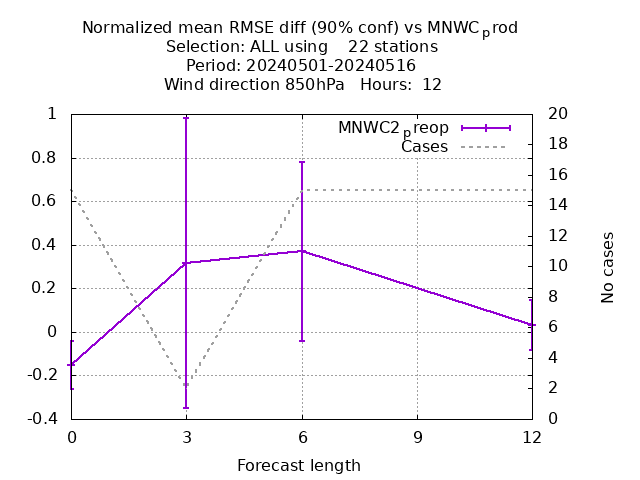 Normalized mean RMSE diff (90% conf) vs MNWCprod
Selection: ALL using 22 stations
Period: 20240501-20240516
Wind direction 850hPa Hours: 12
MNWC2preop
Cases
1
0.8
0.6
0.4
0.2
0
-0.2
-0.4
20
18
16
14
12
10
8
6
4
2
0
No cases
0 3 6 9 12
Forecast length